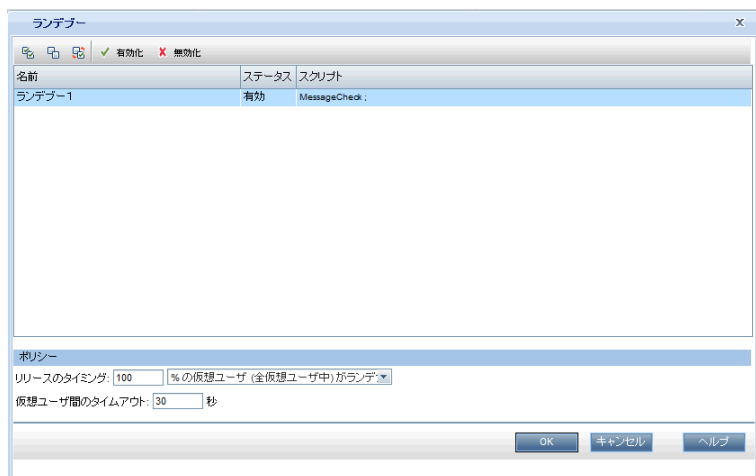 ランデブー x
有効化 無効化
名前 ステータス スクリプト
ランデブー1 有効 MessageCheck ;
ポリシー
リリースのタイミング: 100 %の仮想ユーザ (全仮想ユーザ中)がランデ
仮想ユーザ間のタイムアウト: 30 秒
OK キャンセル ヘルプ